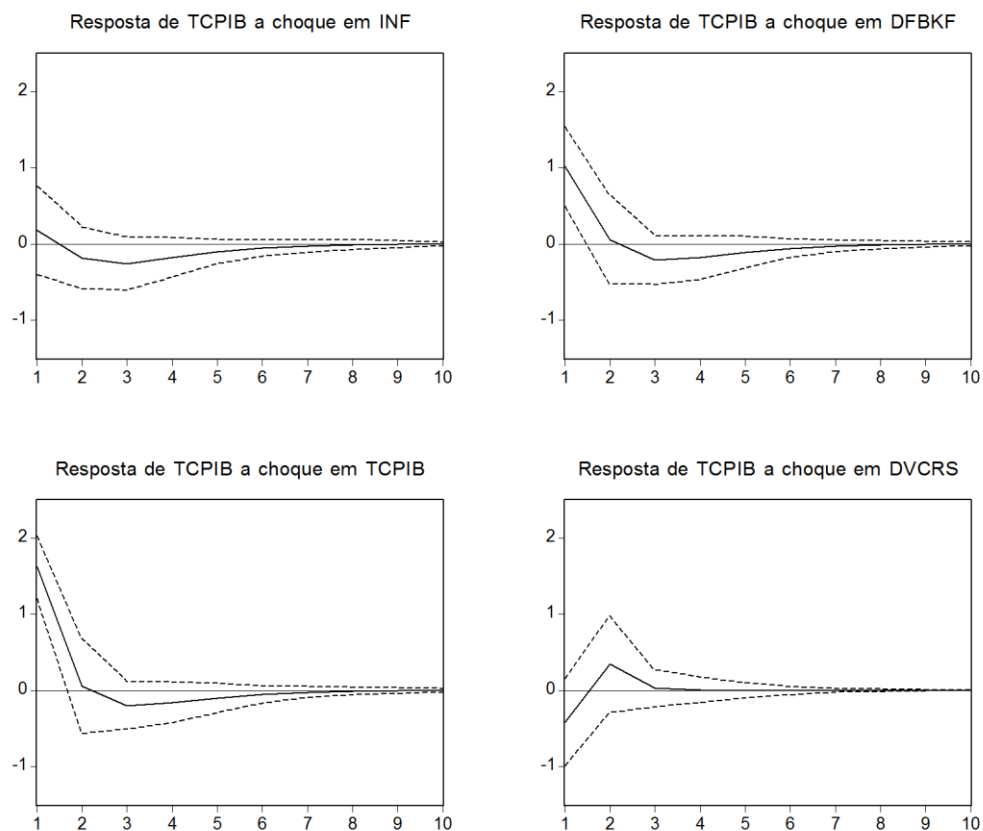 Resposta de TCPIB a choque em INF
2
1
0
-1
1 2 3 4 5 6 7 8 9 10
Resposta de TCPIB a choque em DFBKF
2
1
0
-1
1 2 3 4 5 6 7 8 9 10
Resposta de TCPIB a choque em TCPIB
2
1
0
-1
1 2 3 4 5 6 7 8 9 10
Resposta de TCPIB a choque em DVCRS
2
1
0
-1
1 2 3 4 5 6 7 8 9 10